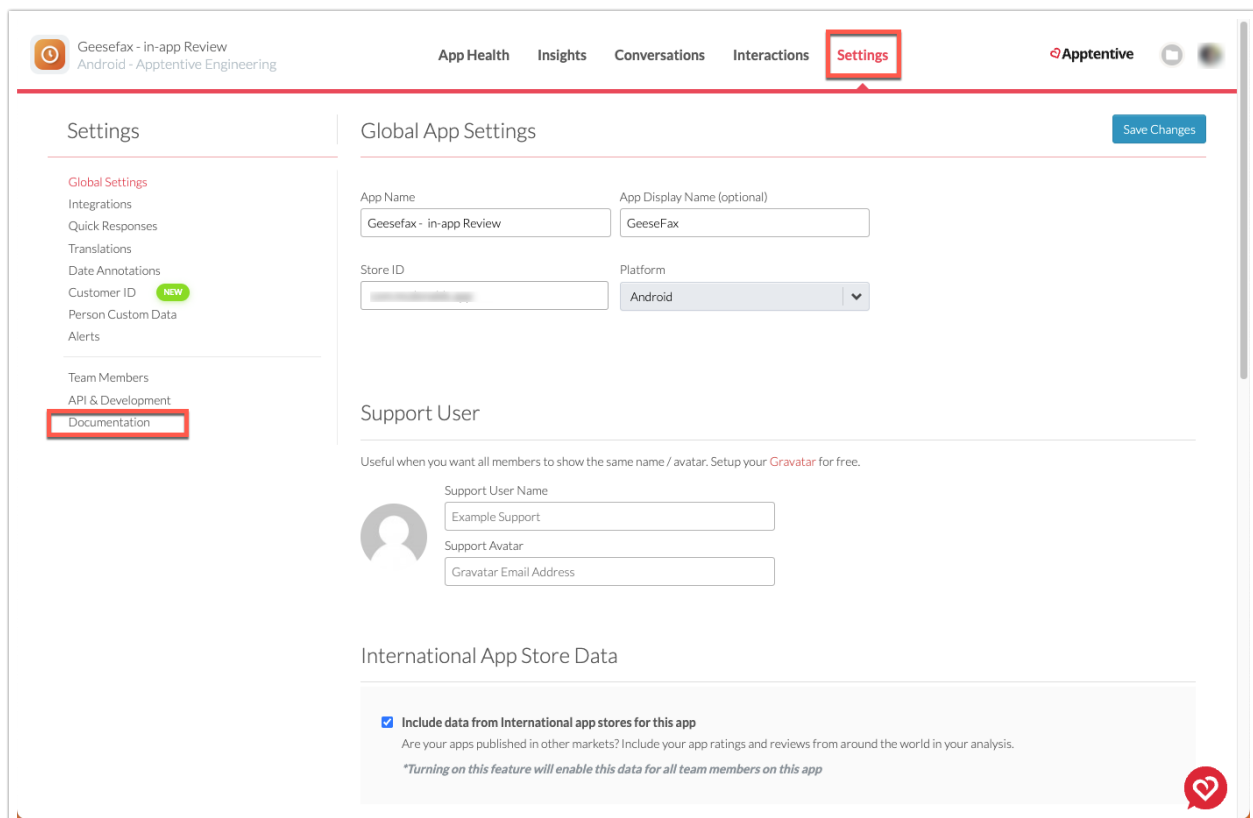 Geesefax - in-app Review
Android - Apptentive Engineering
App Health
Insights
Conversations
Interactions
Settings
Apptentive
Settings
Global Settings
Integrations
Quick Responses
Translations
Date Annotations
Customer ID NEW
Person Custom Data
Alerts
Team Members
API & Development
Documentation
Global App Settings
Save Changes
App Name
Geesefax - in-app Review
App Display Name (optional)
GeeseFax
Store ID
Platform
Android
Support User
Useful when you want all members to show the same name / avatar. Setup your Gravatar for free.
Support User Name
Example Support
Support Avatar
Gravatar Email Address
International App Store Data
Include data from International app stores for this app
Are your apps published in other markets? Include your app ratings and reviews from around the world in your analysis.
*Turning on this feature will enable this data for all team members on this app